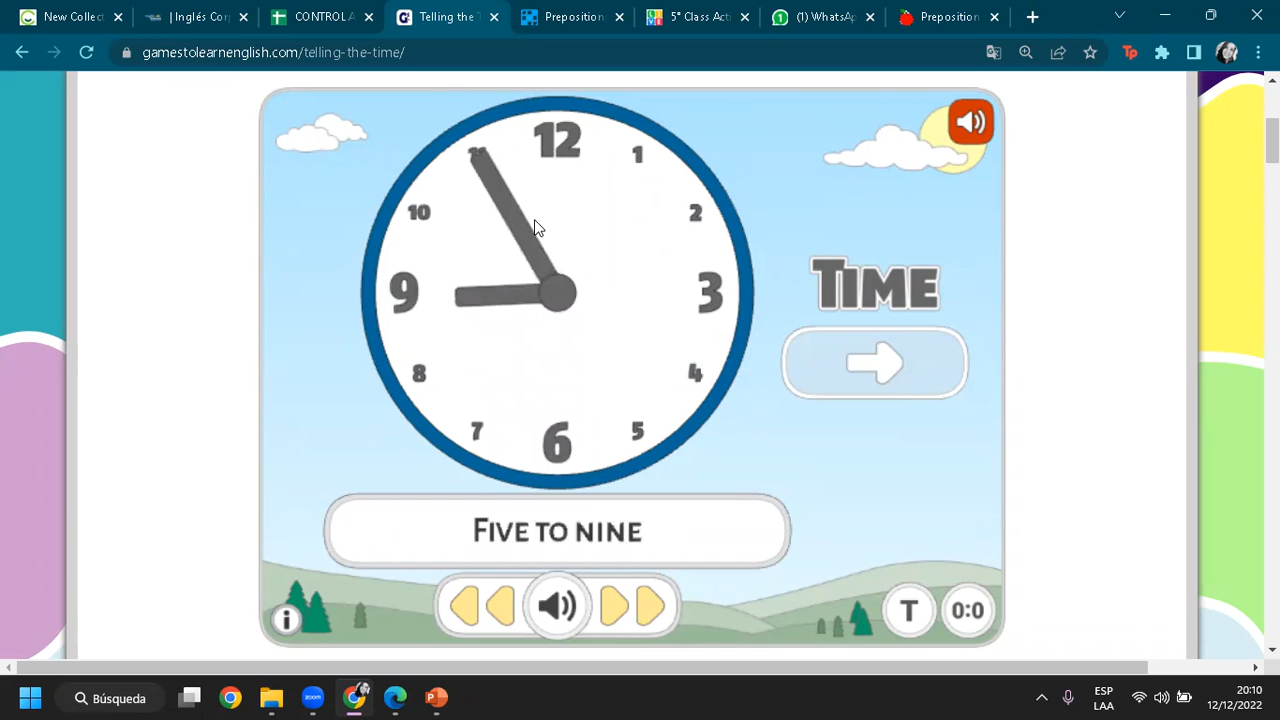 New Collect
| Inglés Cor
CONTROL A
Telling the T
Preposition
5° Class Act
(1) WhatsAp
Preposition
gamestolearnenglish.com/telling-the-time/
12
1
2
3
4
5
6
7
8
9
10
TIME
FIVE TO NINE
i
T
0:0
Búsqueda
zoom
ESP
LAA
20:10
12/12/2022